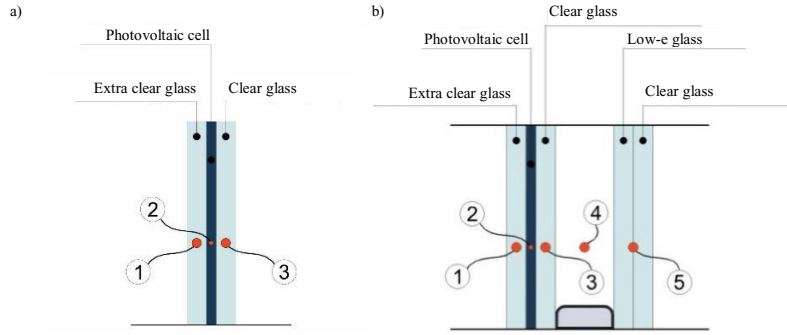 a)
Photovoltaic cell
Extra clear glass
Clear glass
2
1
3
b)
Clear glass
Photovoltaic cell
Low-e glass
Extra clear glass
Clear glass
2
4
1
3
5